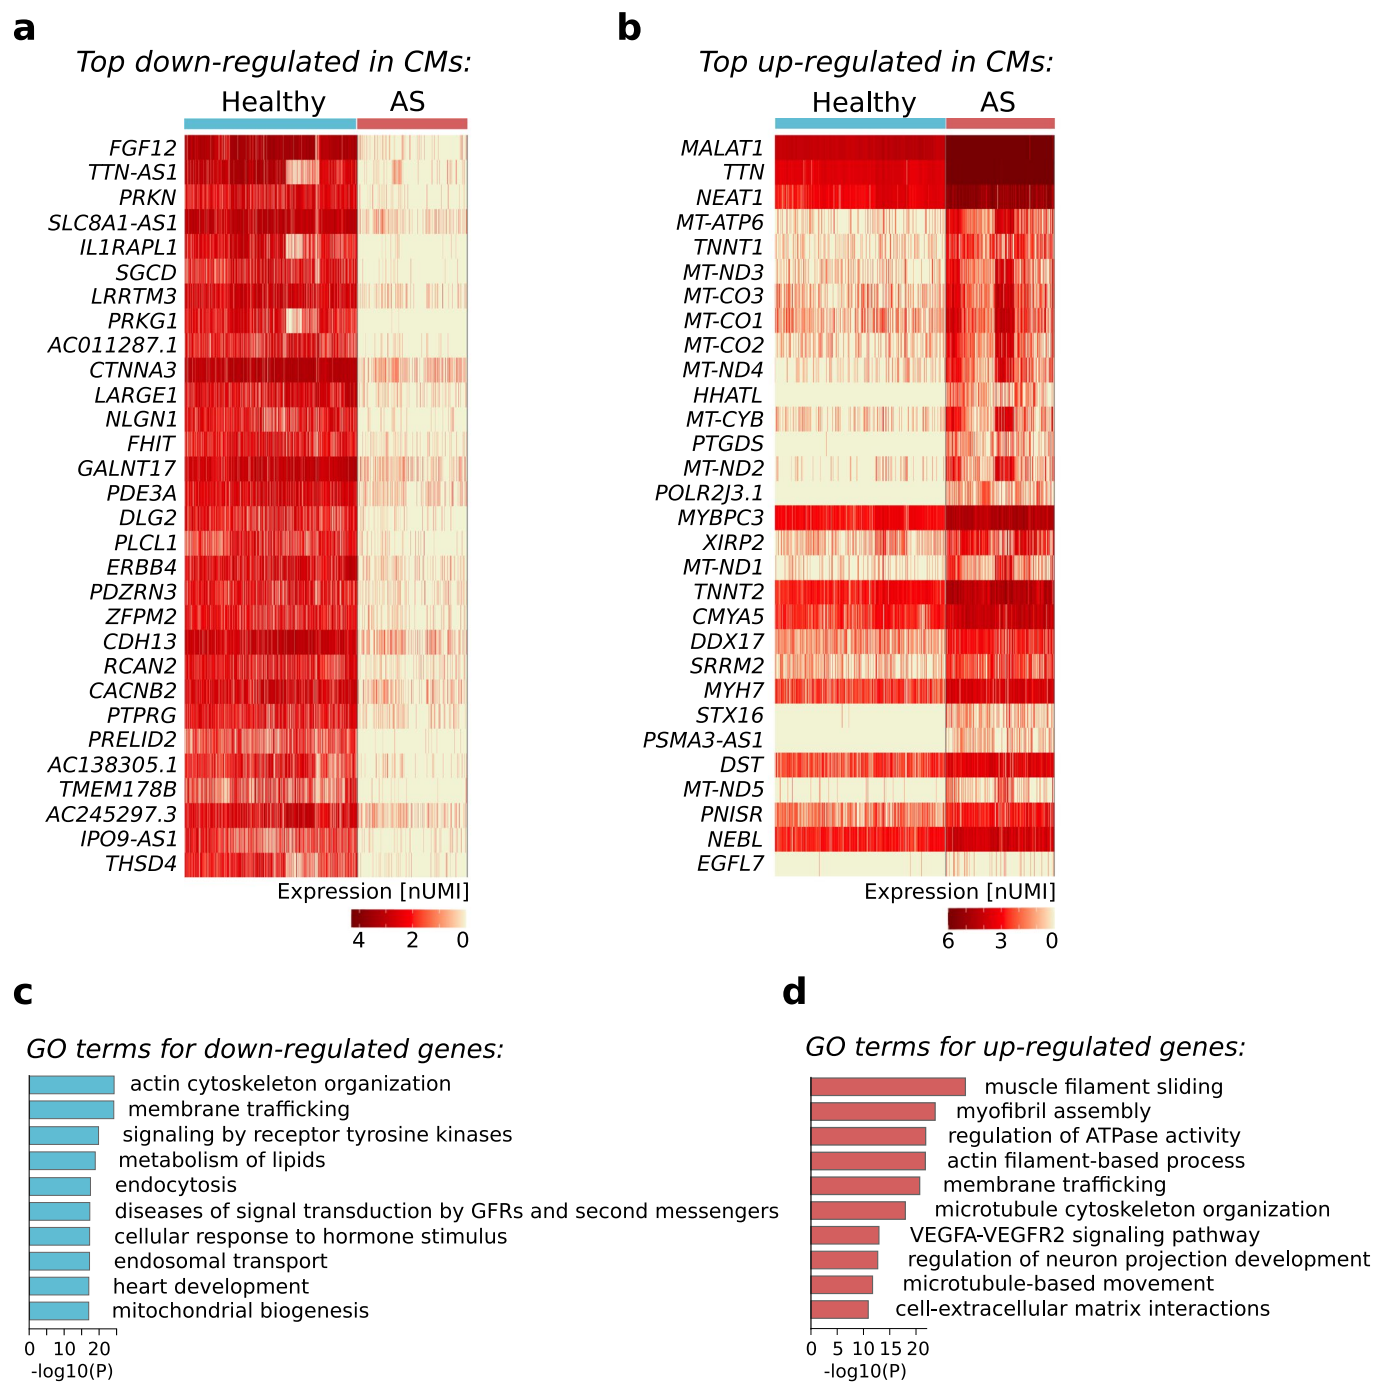 a
Top down-regulated in CMs:
Healthy AS
FGF12
TTN-AS1
PRKN
SLC8A1-AS1
IL1RAPL1
SGCD
LRRTM3
PRKG1
AC011287.1
CTNNA3
LARGE1
NLGN1
FHIT
GALNT17
PDE3A
DLG2
PLCL1
ERBB4
PDZRN3
ZFPM2
CDH13
RCAN2
CACNB2
PTPRG
PRELID2
AC138305.1
TMEM178B
AC245297.3
IPO9-AS1
THSD4
Expression [nUMI]
4 2 0
b
Top up-regulated in CMs:
Healthy AS
MALAT1
TTN
NEAT1
MT-ATP6
TNNT1
MT-ND3
MT-CO3
MT-CO1
MT-CO2
MT-ND4
HHATL
MT-CYB
PTGDS
MT-ND2
POLR2J3.1
MYBPC3
XIRP2
MT-ND1
TNNT2
CMYA5
DDX17
SRRM2
MYH7
STX16
PSMA3-AS1
DST
MT-ND5
PNISR
NEBL
EGFL7
Expression [nUMI]
6 3 0
c
GO terms for down-regulated genes:
actin cytoskeleton organization
membrane trafficking
signaling by receptor tyrosine kinases
metabolism of lipids
endocytosis
diseases of signal transduction by GFRs and second messengers
cellular response to hormone stimulus
endosomal transport
heart development
mitochondrial biogenesis
0 10 20
-log10(P)
d
GO terms for up-regulated genes:
muscle filament sliding
myofibril assembly
regulation of ATPase activity
actin filament-based process
membrane trafficking
microtubule cytoskeleton organization
VEGFA-VEGFR2 signaling pathway
regulation of neuron projection development
microtubule-based movement
cell-extracellular matrix interactions
0 5 10 15 20
-log10(P)